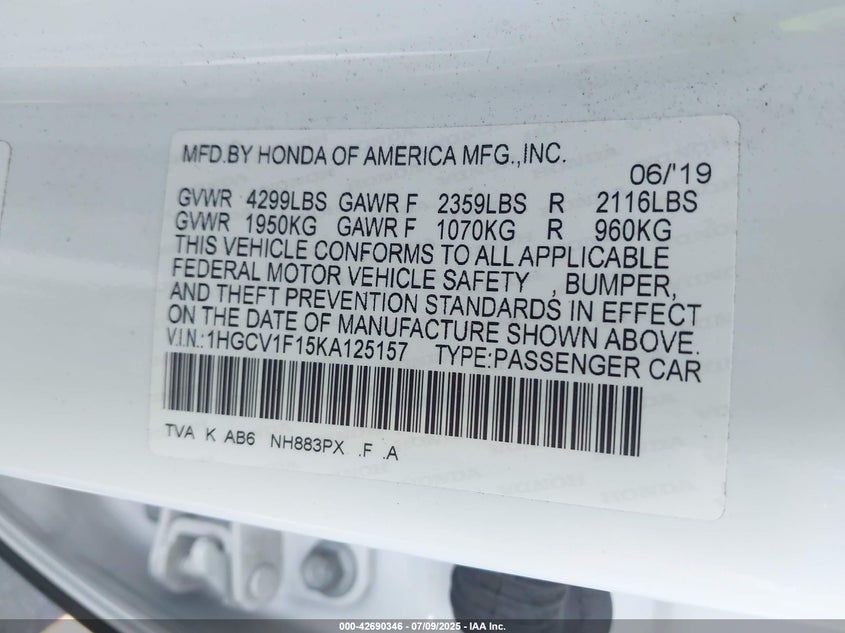 MFD.BY HONDA OF AMERICA MFG.,INC.
06/'19
GVWR 4299LBS GAWR F 2359LBS R 2116LBS
GVWR 1950KG GAWR F 1070KG R 960KG
THIS VEHICLE CONFORMS TO ALL APPLICABLE
FEDERAL MOTOR VEHICLE SAFETY , BUMPER,
AND THEFT PREVENTION STANDARDS IN EFFECT
ON THE DATE OF MANUFACTURE SHOWN ABOVE.
V.I.N.:1HGCV1F15KA125157 TYPE:PASSENGER CAR
TVA K AB6 NH883PX .F .A
000-42690346 / 07/09/2025 - IAA Inc.